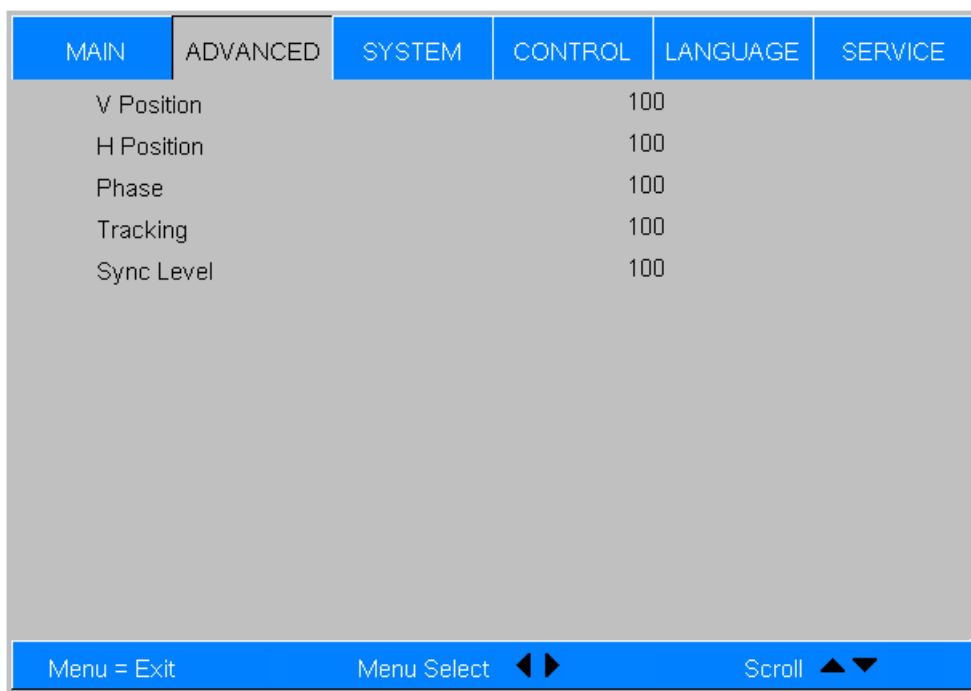 MAIN ADVANCED SYSTEM CONTROL LANGUAGE SERVICE
V Position 100
H Position 100
Phase 100
Tracking 100
Sync Level 100
Menu = Exit Menu Select Scroll